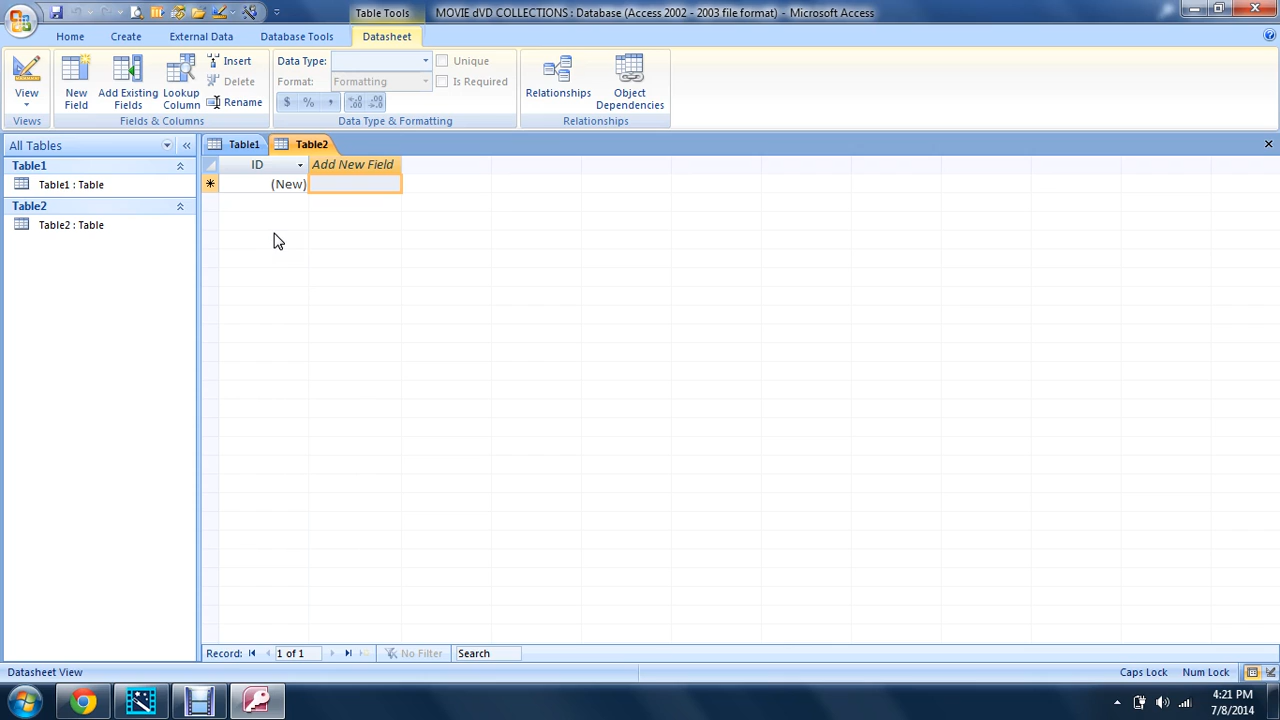 Table Tools
MOVIE dVD COLLECTIONS : Database (Access 2002 - 2003 file format) - Microsoft Access
Home
Create
External Data
Database Tools
Datasheet
View
Views
New Field
Add Existing Fields
Lookup Column
Insert
Delete
Rename
Fields & Columns
Data Type:
Format: Formatting
$ % ,
.00
.00
Unique
Is Required
Data Type & Formatting
Relationships
Object Dependencies
Relationships
All Tables
Table1
Table1 : Table
Table2
Table2 : Table
Table1
Table2
ID
Add New Field
(New)
Record:
1 of 1
No Filter
Search
Datasheet View
Caps Lock
Num Lock
4:21 PM
7/8/2014